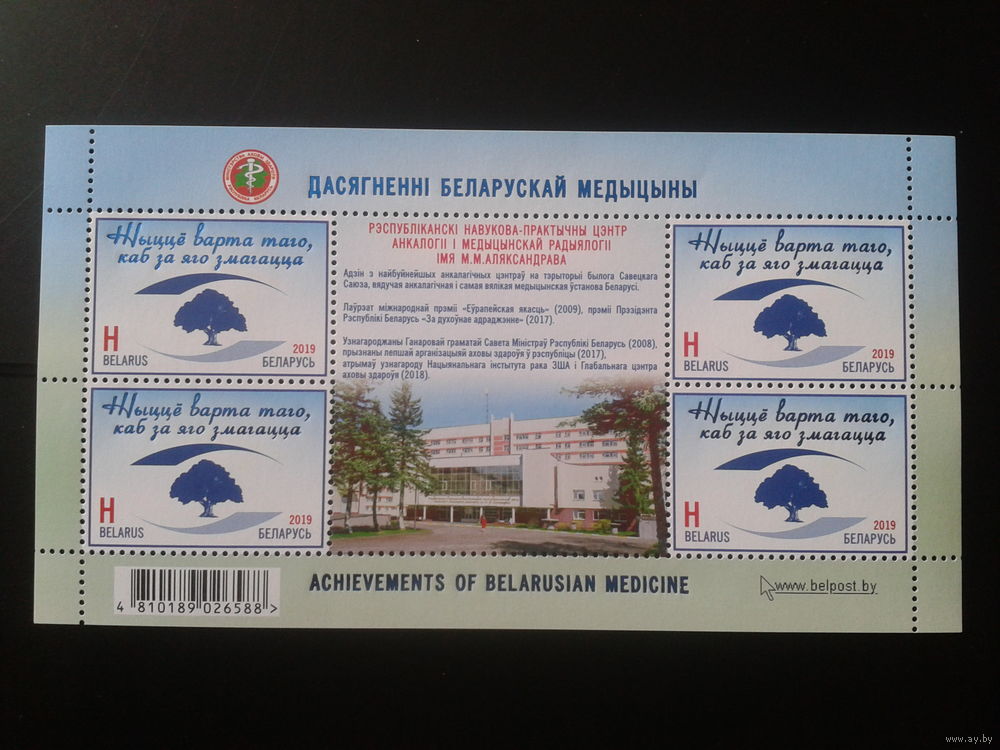 ДАСЯГНЕННІ БЕЛАРУСКАЙ МЕДЫЦЫНЫ
Жыццё варта таго,
каб за яго змагацца
H
2019
BELARUS
БЕЛАРУСЬ
РЭСПУБЛІКАНСКІ НАВУКОВА-ПРАКТЫЧНЫ ЦЭНТР
АНКАЛОГІІ І МЕДЫЦЫНСКАЙ РАДЫЯЛОГІІ
ІМЯ М.М.АЛЯКСАНДРАВА
Адзін з найбуйнейшых анкалагічных цэнтраў на тэрыторыі былога Савецкага
Саюза, вядучая анкалагічная і самая вялікая медыцынская ўстанова Беларусі.
Лаўрэат міжнароднай прэміі «Еўрапейская якасць» (2009), прэміі Прэзідэнта
Рэспублікі Беларусь «За духоўнае адраджэнне» (2017).
Узнагароджаны Ганаровай граматай Савета Міністраў Рэспублікі Беларусь (2008),
прызнаны лепшай арганізацыяй аховы здароўя ў рэспубліцы (2017),
атрымаў узнагароду Нацыянальнага інстытута рака ЗША і Глабальнага цэнтра
аховы здароўя (2018).
Жыццё варта таго,
каб за яго змагацца
H
2019
BELARUS
БЕЛАРУСЬ
Жыццё варта таго,
каб за яго змагацца
H
2019
BELARUS
БЕЛАРУСЬ
Жыццё варта таго,
каб за яго змагацца
H
2019
BELARUS
БЕЛАРУСЬ
4 810189 026588 >
ACHIEVEMENTS OF BELARUSIAN MEDICINE
www.belpost.by
www.ay.by